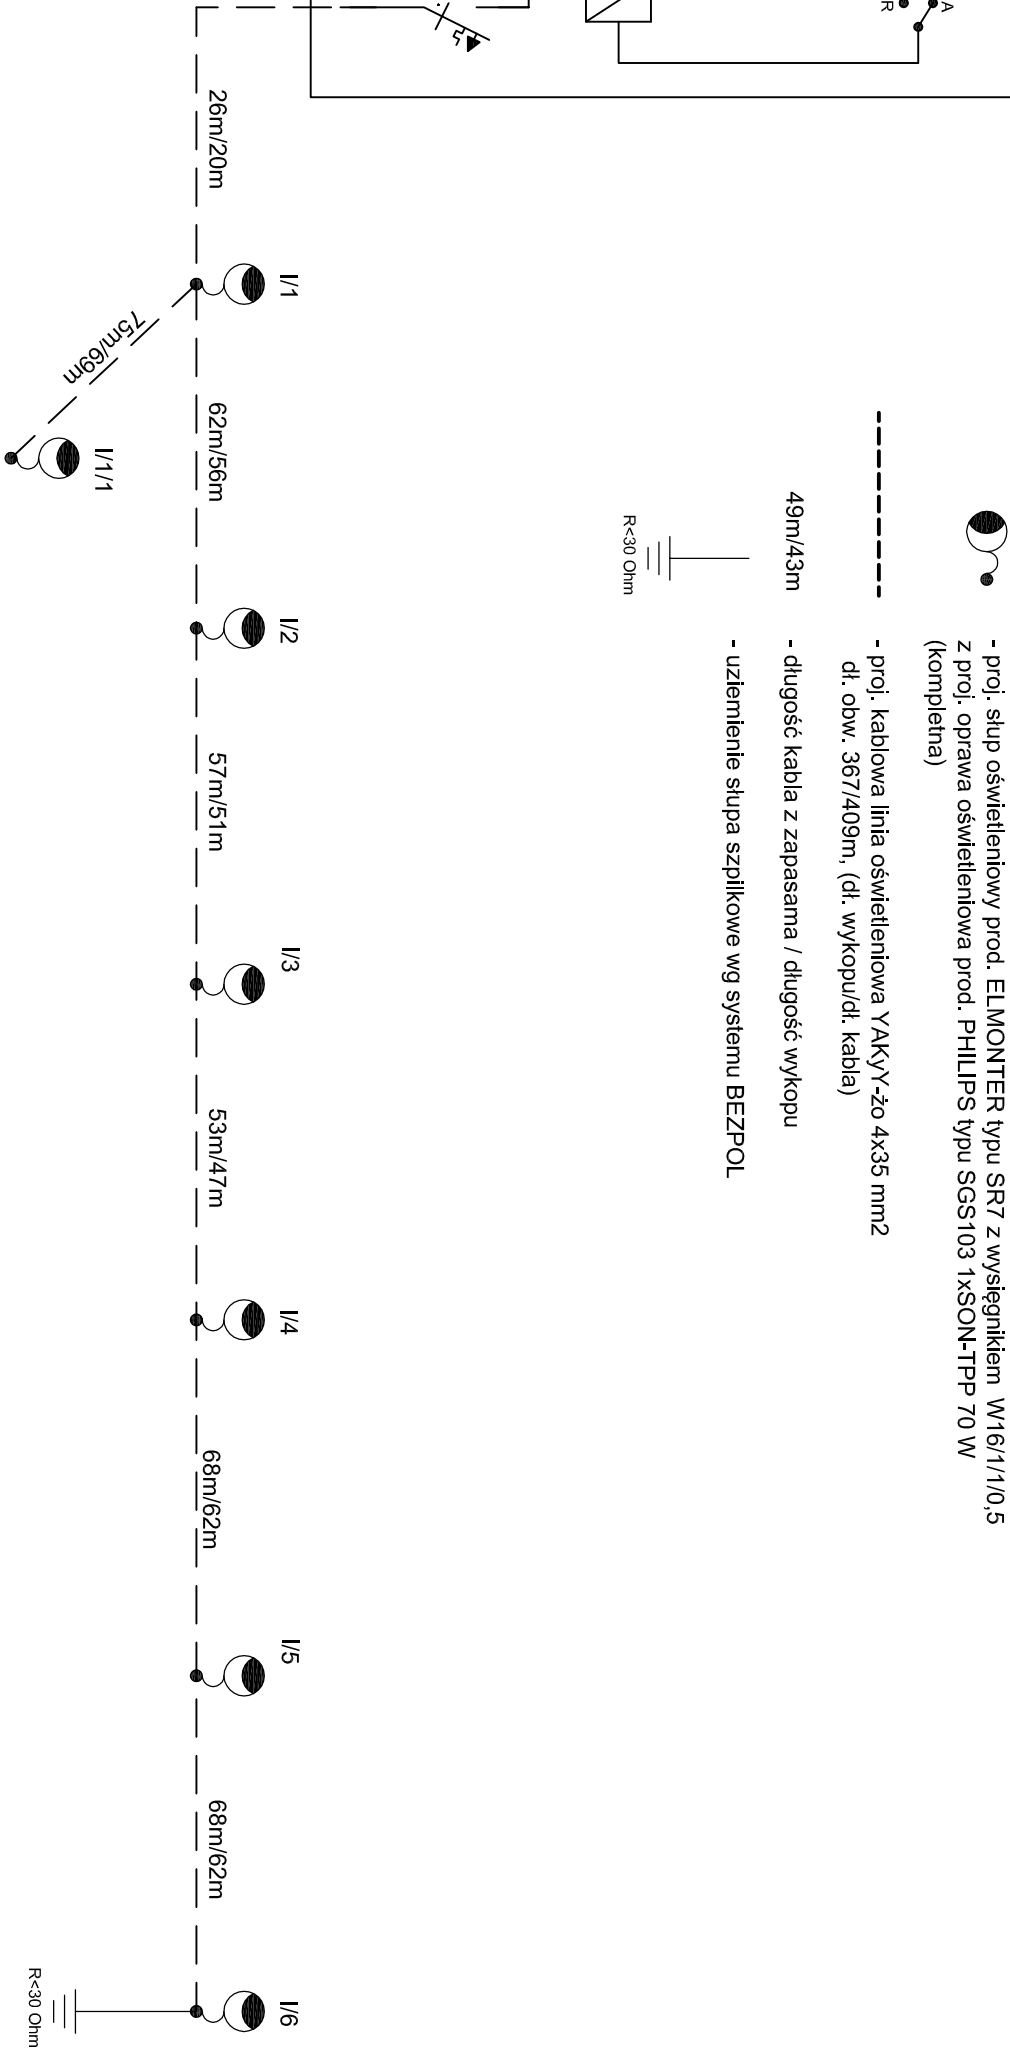 A
R
- proj. słup oświetleniowy prod. ELMONTER typu SR7 z wysięgnikiem W16/1/1/0,5
z proj. oprawa oświetleniowa prod. PHILIPS typu SGS103 1xSON-TPP 70 W
(kompletna)
- proj. kablowa linia oświetleniowa YAKyY-żo 4x35 mm2
dł. obw. 367/409m, (dł. wykopu/dł. kabla)
49m/43m - długość kabla z zapasama / długość wykopu
- uziemienie słupa szpilkowe wg systemu BEZPOL
R<30 Ohm
I/1
I/2
I/3
I/4
I/5
I/6
26m/20m
62m/56m
57m/51m
53m/47m
68m/62m
68m/62m
75m/69m
I/1/1
R<30 Ohm